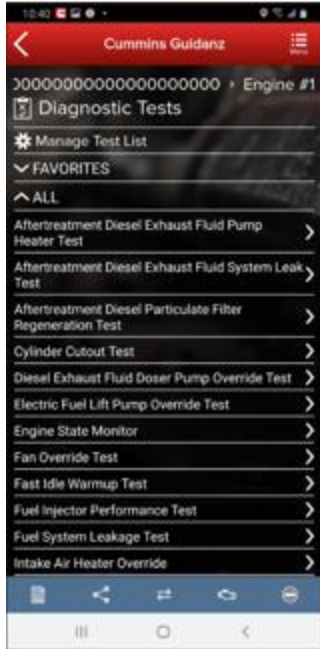 10:40
Cummins Guidanz
Menu
00000000000000000000 › Engine #1
Diagnostic Tests
Manage Test List
FAVORITES
ALL
Aftertreatment Diesel Exhaust Fluid Pump
Heater Test
Aftertreatment Diesel Exhaust Fluid System Leak
Test
Aftertreatment Diesel Particulate Filter
Regeneration Test
Cylinder Cutout Test
Diesel Exhaust Fluid Doser Pump Override Test
Electric Fuel Lift Pump Override Test
Engine State Monitor
Fan Override Test
Fast Idle Warmup Test
Fuel Injector Performance Test
Fuel System Leakage Test
Intake Air Heater Override